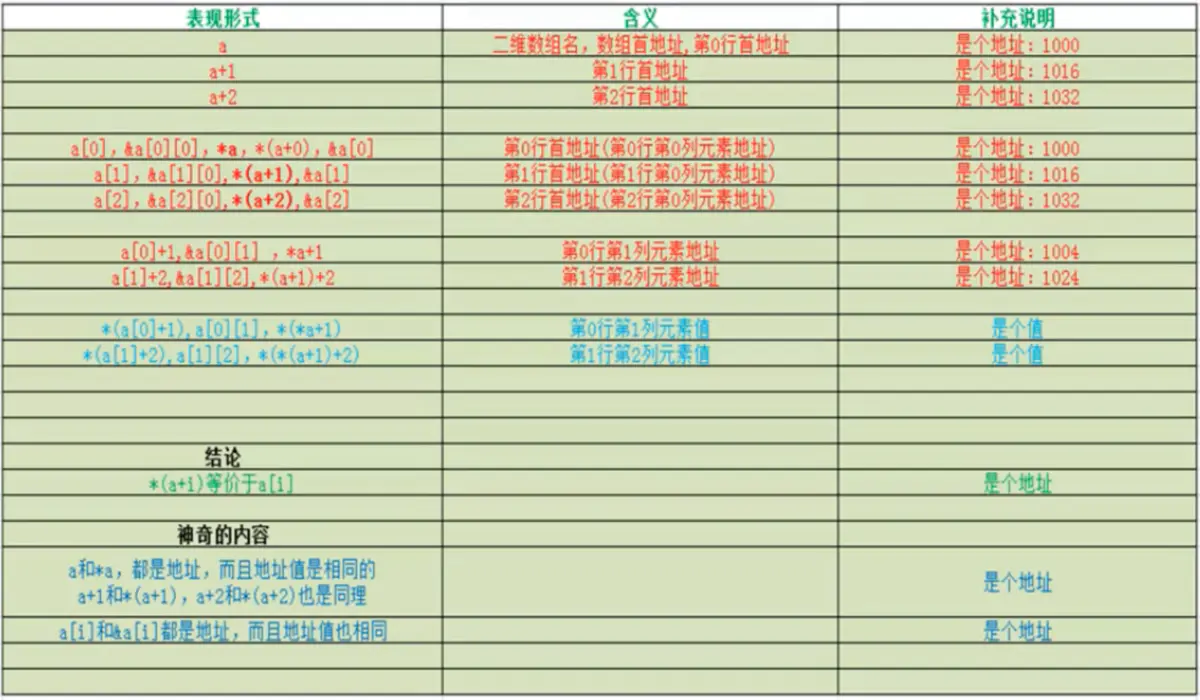 表现形式 含义 补充说明
a 二维数组名，数组首地址,第0行首地址 是个地址：1000
a+1 第1行首地址 是个地址：1016
a+2 第2行首地址 是个地址：1032
a[0]，&a[0][0]，*a，*(a+0)，&a[0] 第0行首地址(第0行第0列元素地址) 是个地址：1000
a[1]，&a[1][0],*(a+1),&a[1] 第1行首地址(第1行第0列元素地址) 是个地址：1016
a[2]，&a[2][0],*(a+2),&a[2] 第2行首地址(第2行第0列元素地址) 是个地址：1032
a[0]+1,&a[0][1] ，*a+1 第0行第1列元素地址 是个地址：1004
a[1]+2,&a[1][2],*(a+1)+2 第1行第2列元素地址 是个地址：1024
*(a[0]+1),a[0][1]，*(*a+1) 第0行第1列元素值 是个值
*(a[1]+2),a[1][2]，*(*(a+1)+2) 第1行第2列元素值 是个值
结论
*(a+i)等价于a[i] 是个地址
神奇的内容
a和*a，都是地址，而且地址值是相同的
a+1和*(a+1)，a+2和*(a+2)也是同理 是个地址
a[i]和&a[i]都是地址，而且地址值也相同 是个地址